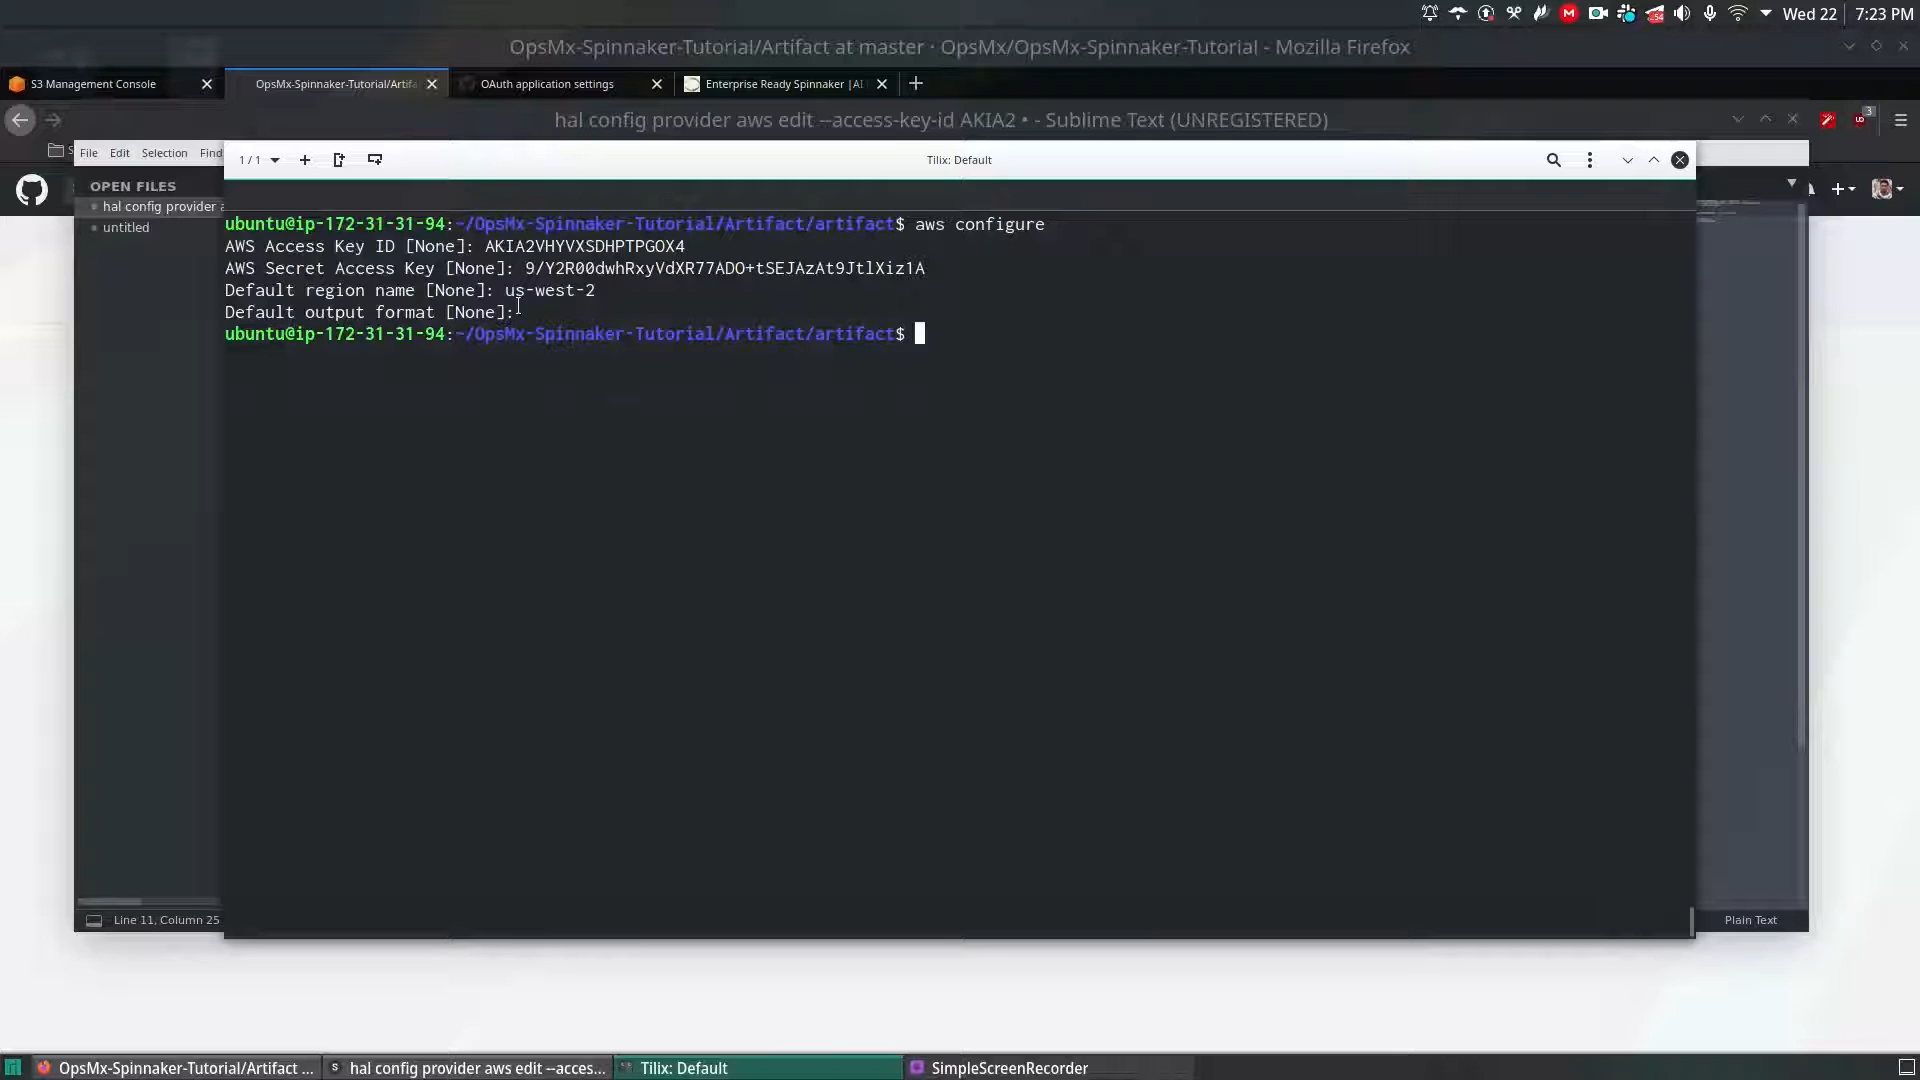 Wed 22
7:23 PM
OpsMx-Spinnaker-Tutorial/Artifact at master · OpsMx/OpsMx-Spinnaker-Tutorial - Mozilla Firefox
S3 Management Console
OpsMx-Spinnaker-Tutorial/Artifa
OAuth application settings
Enterprise Ready Spinnaker | AI
hal config provider aws edit --access-key-id AKIA2 • - Sublime Text (UNREGISTERED)
3
File Edit Selection Find
1 / 1
Tilix: Default
OPEN FILES
hal config provider a
untitled
ubuntu@ip-172-31-31-94:~/OpsMx-Spinnaker-Tutorial/Artifact/artifact$ aws configure
AWS Access Key ID [None]: AKIA2VHYVXSDHPTPGOX4
AWS Secret Access Key [None]: 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
Default region name [None]: us-west-2
Default output format [None]:
ubuntu@ip-172-31-31-94:~/OpsMx-Spinnaker-Tutorial/Artifact/artifact$
Line 11, Column 25
Plain Text
OpsMx-Spinnaker-Tutorial/Artifact ...
hal config provider aws edit --acces...
Tilix: Default
SimpleScreenRecorder